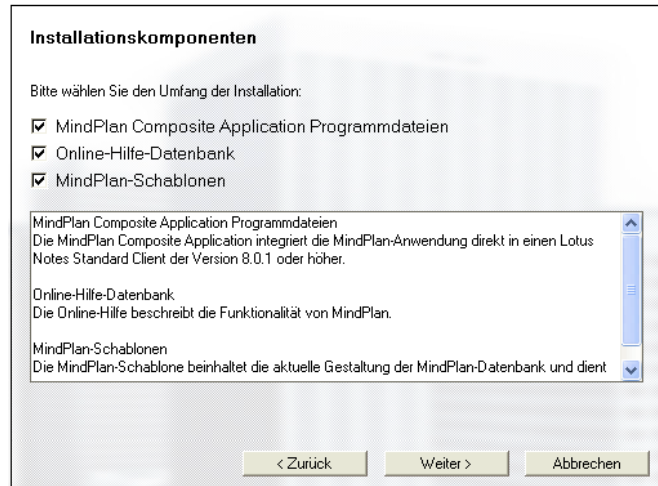 Installationskomponenten
Bitte wählen Sie den Umfang der Installation:
MindPlan Composite Application Programmdateien
Online-Hilfe-Datenbank
MindPlan-Schablonen
MindPlan Composite Application Programmdateien
Die MindPlan Composite Application integriert die MindPlan-Anwendung direkt in einen Lotus
Notes Standard Client der Version 8.0.1 oder höher.
Online-Hilfe-Datenbank
Die Online-Hilfe beschreibt die Funktionalität von MindPlan.
MindPlan-Schablonen
Die MindPlan-Schablone beinhaltet die aktuelle Gestaltung der MindPlan-Datenbank und dient
< Zurück Weiter > Abbrechen